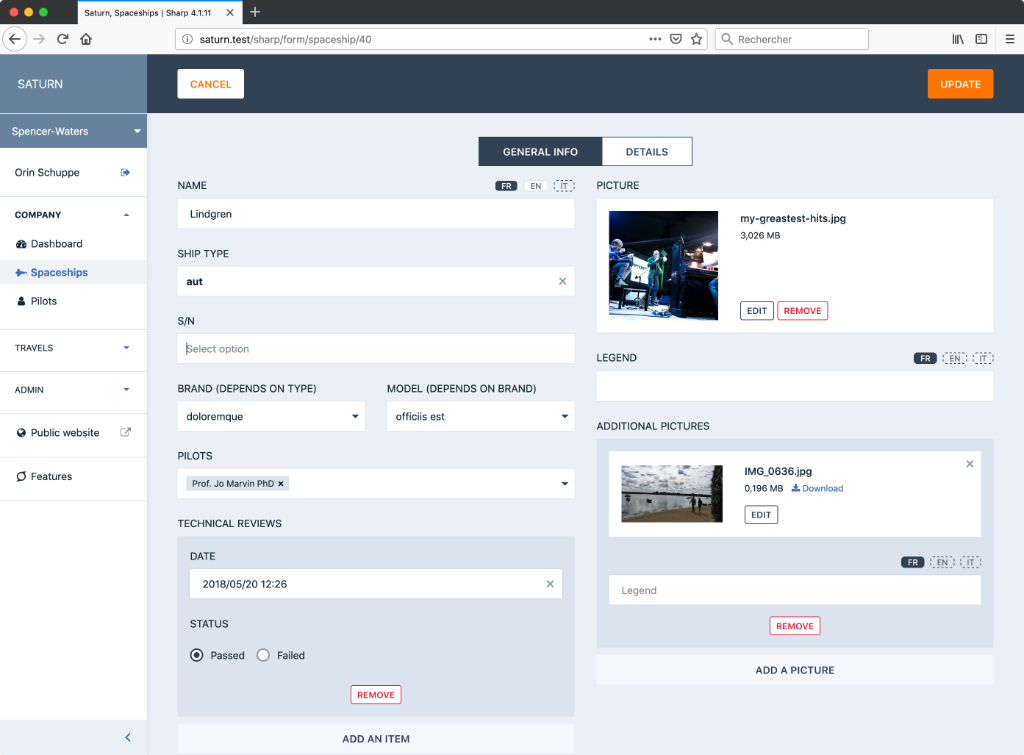 Saturn, Spaceships | Sharp 4.1.11
saturn.test/sharp/form/spaceship/40
Rechercher
SATURN
CANCEL
UPDATE
Spencer-Waters
Orin Schuppe
COMPANY
Dashboard
Spaceships
Pilots
TRAVELS
ADMIN
Public website
Features
GENERAL INFO
DETAILS
NAME
FR EN IT
Lindgren
SHIP TYPE
aut
S/N
Select option
BRAND (DEPENDS ON TYPE)
doloremque
MODEL (DEPENDS ON BRAND)
officiis est
PILOTS
Prof. Jo Marvin PhD
TECHNICAL REVIEWS
DATE
2018/05/20 12:26
STATUS
Passed Failed
REMOVE
ADD AN ITEM
PICTURE
my-greastest-hits.jpg
3,026 MB
EDIT REMOVE
LEGEND
FR EN IT
ADDITIONAL PICTURES
IMG_0636.jpg
0,196 MB Download
EDIT
FR EN IT
Legend
REMOVE
ADD A PICTURE